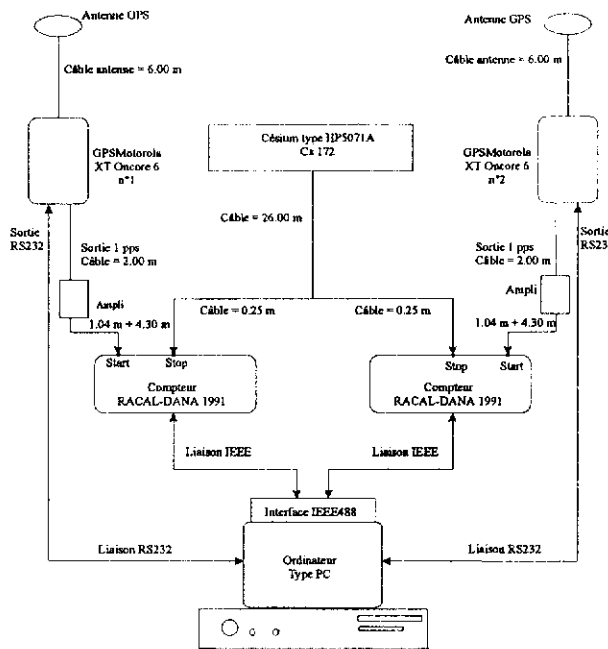 Antenne GPS
Antenne GPS
Câble antenne = 6.00 m
Câble antenne = 6.00 m
Césium type HP5071A
Cs 172
GPSMotorola
XT Oncore 6
n°1
GPSMotorola
XT Oncore 6
n°2
Câble = 26.00 m
Sortie
RS232
Sortie 1 pps
Câble = 2.00 m
Sortie 1 pps
Câble = 2.00 m
Sortie
RS23
Ampli
Ampli
1.04 m + 4.30 m
Câble = 0.25 m
Câble = 0.25 m
1.04 m + 4.30 m
Start
Stop
Stop
Start
Compteur
RACAL-DANA 1991
Compteur
RACAL-DANA 1991
Liaison IEEE
Liaison IEEE
Interface IEEE488
Liaison RS232
Ordinateur
Type PC
Liaison RS232